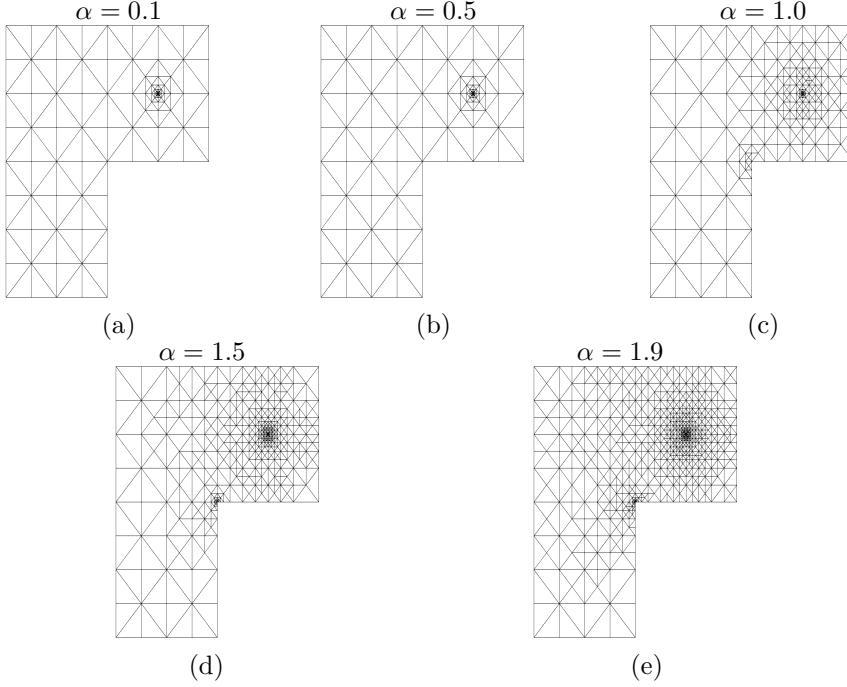 α = 0.1
α = 0.5
α = 1.0
(a)
(b)
(c)
α = 1.5
α = 1.9
(d)
(e)